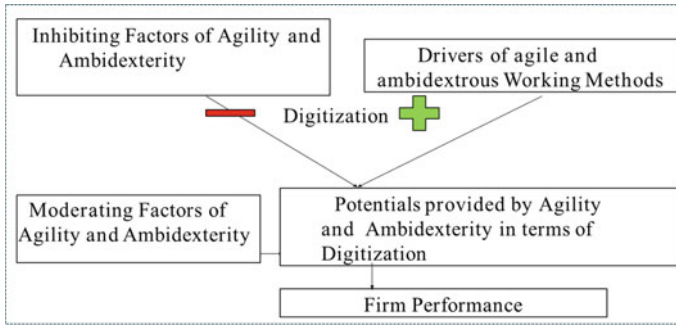 Inhibiting Factors of Agility and
Ambidexterity
Drivers of agile and
ambidextrous Working Methods
Digitization
Moderating Factors of
Agility and Ambidexterity
Potentials provided by Agility
and Ambidexterity in terms of
Digitization
Firm Performance